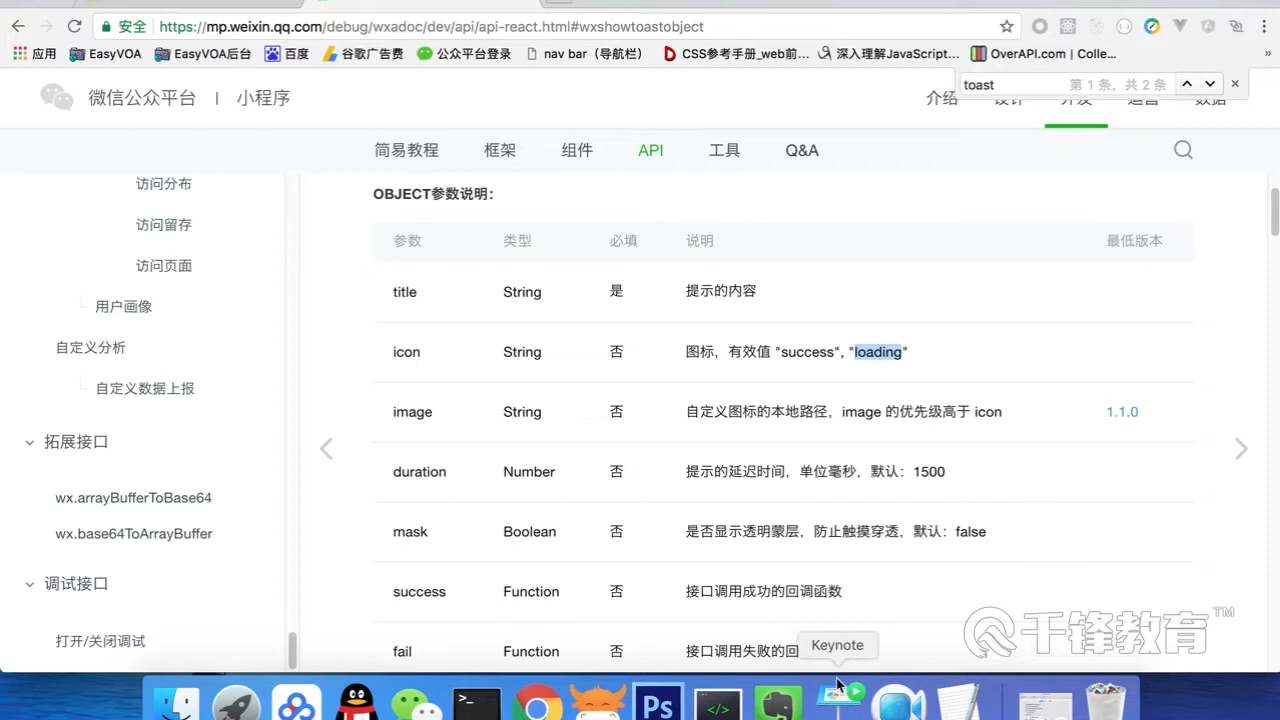 安全 https://mp.weixin.qq.com/debug/wxadoc/dev/api/api-react.html#wxshowtoastobject
应用 EasyVOA EasyVOA后台 百度 谷歌广告费 公众平台登录 nav bar（导航栏） CSS参考手册_web前... 深入理解JavaScript... OverAPI.com | Colle... »
toast 第 1 条，共 2 条
微信公众平台 | 小程序 介绍 设计 开发 运营 数据
简易教程 框架 组件 API 工具 Q&A
访问分布
访问留存
访问页面
用户画像
自定义分析
自定义数据上报
拓展接口
wx.arrayBufferToBase64
wx.base64ToArrayBuffer
调试接口
打开/关闭调试
OBJECT参数说明：
参数 类型 必填 说明 最低版本
title String 是 提示的内容
icon String 否 图标，有效值 "success", "loading"
image String 否 自定义图标的本地路径，image 的优先级高于 icon 1.1.0
duration Number 否 提示的延迟时间，单位毫秒，默认：1500
mask Boolean 否 是否显示透明蒙层，防止触摸穿透，默认：false
success Function 否 接口调用成功的回调函数
fail Function 否 接口调用失败的回
千锋教育™
Keynote
>_
Ps
</>